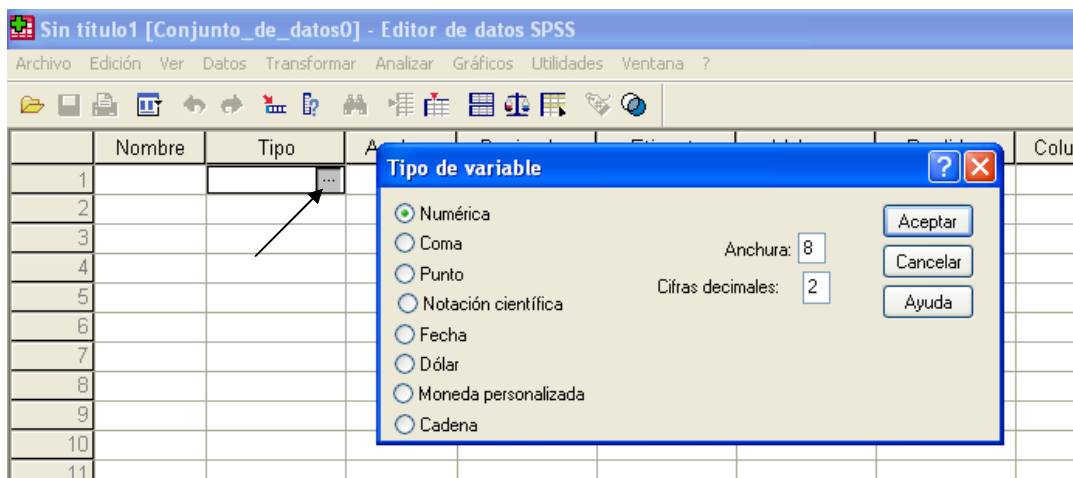 Sin título1 [Conjunto_de_datos0] - Editor de datos SPSS
Archivo Edición Ver Datos Transformar Analizar Gráficos Utilidades Ventana ?
Nombre Tipo Colu
1
2
3
4
5
6
7
8
9
10
11
Tipo de variable
Numérica
Coma
Punto
Notación científica
Fecha
Dólar
Moneda personalizada
Cadena
Anchura: 8
Cifras decimales: 2
Aceptar
Cancelar
Ayuda